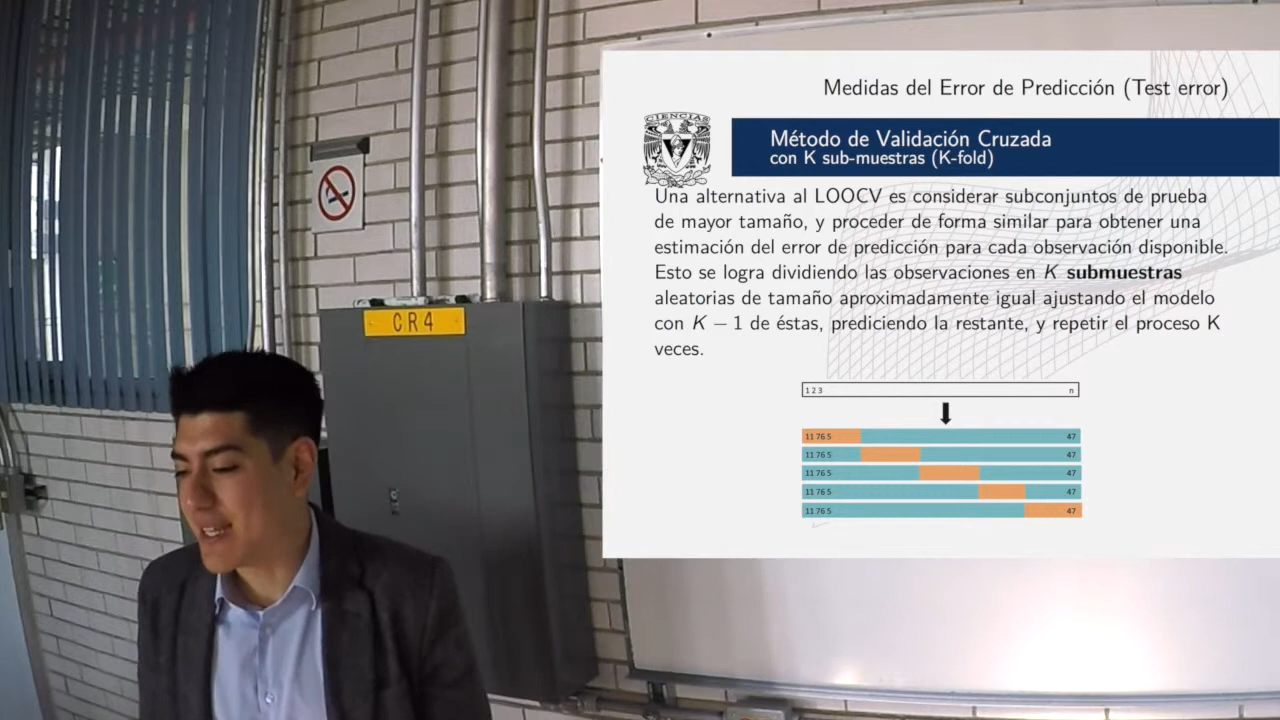 CR4
Medidas del Error de Predicción (Test error)
CIENCIAS
Método de Validación Cruzada
con K sub-muestras (K-fold)
Una alternativa al LOOCV es considerar subconjuntos de prueba
de mayor tamaño, y proceder de forma similar para obtener una
estimación del error de predicción para cada observación disponible.
Esto se logra dividiendo las observaciones en K submuestras
aleatorias de tamaño aproximadamente igual ajustando el modelo
con K − 1 de éstas, prediciendo la restante, y repetir el proceso K
veces.
1 2 3 n
11 76 5 47
11 76 5 47
11 76 5 47
11 76 5 47
11 76 5 47